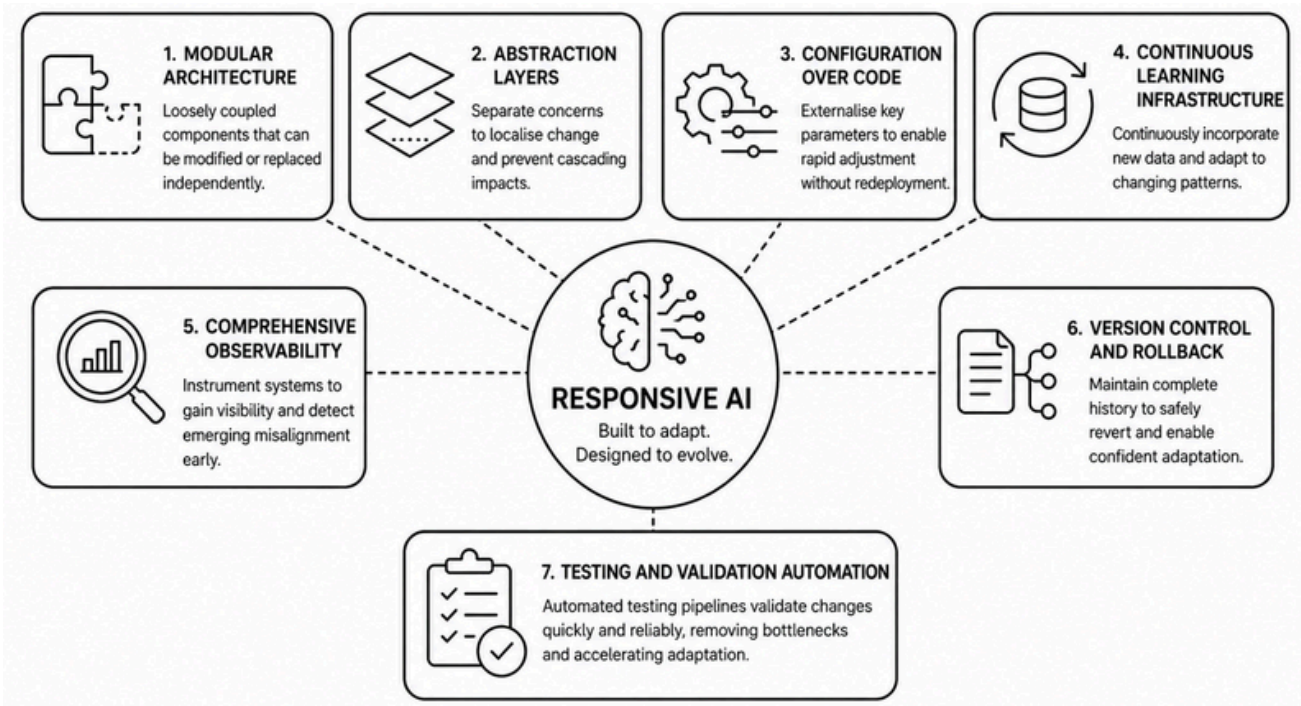 1. MODULAR
ARCHITECTURE
Loosely coupled
components that can
be modified or replaced
independently.
2. ABSTRACTION
LAYERS
Separate concerns
to localise change
and prevent cascading
impacts.
3. CONFIGURATION
OVER CODE
Externalise key
parameters to enable
rapid adjustment
without redeployment.
4. CONTINUOUS
LEARNING
INFRASTRUCTURE
Continuously incorporate
new data and adapt to
changing patterns.
5. COMPREHENSIVE
OBSERVABILITY
Instrument systems to
gain visibility and detect
emerging misalignment
early.
RESPONSIVE AI
Built to adapt.
Designed to evolve.
6. VERSION CONTROL
AND ROLLBACK
Maintain complete
history to safely
revert and enable
confident adaptation.
7. TESTING AND VALIDATION AUTOMATION
Automated testing pipelines validate changes
quickly and reliably, removing bottlenecks
and accelerating adaptation.